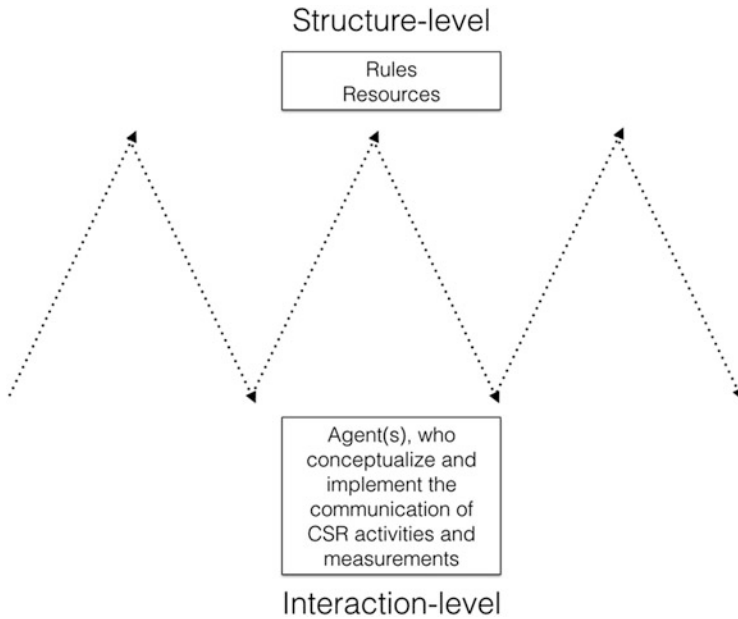 Structure-level
Rules
Resources
Agent(s), who
conceptualize and
implement the
communication of
CSR activities and
measurements
Interaction-level